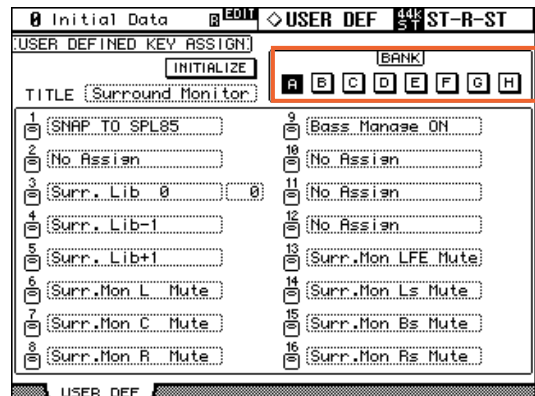 0 Initial Data EDIT ◇USER DEF 44k ST ST-R-ST
USER DEFINED KEY ASSIGN
INITIALIZE
BANK
A B C D E F G H
TITLE Surround Monitor
1 SNAP TO SPL85
9 Bass Manage ON
2 No Assign
10 No Assign
3 Surr. Lib 0 0
11 No Assign
4 Surr. Lib-1
12 No Assign
5 Surr. Lib+1
13 Surr.Mon LFE Mute
6 Surr.Mon L Mute
14 Surr.Mon Ls Mute
7 Surr.Mon C Mute
15 Surr.Mon Bs Mute
8 Surr.Mon R Mute
16 Surr.Mon Rs Mute
USER DEF